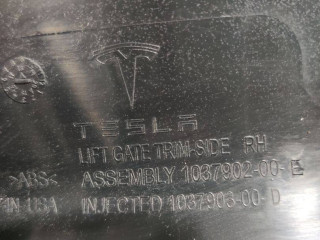 TESLA
LIFT GATE TRIM-SIDE RH
>ABS< ASSEMBLY 1037902-00-E
IN USA INJECTED 1037903-00-D